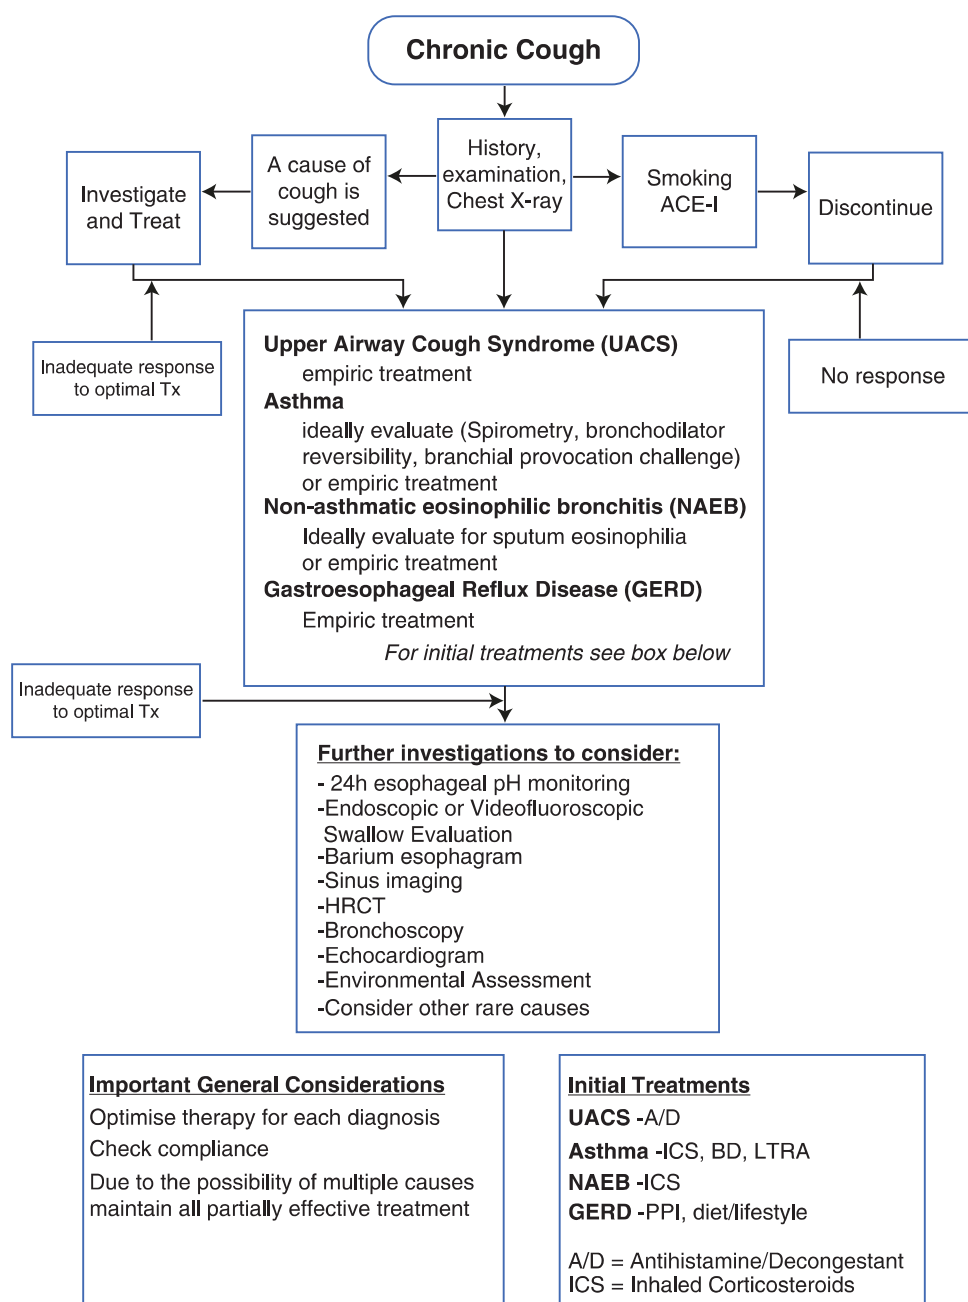 Chronic Cough
History,
examination,
Chest X-ray
A cause of
cough is
suggested
Investigate
and Treat
Smoking
ACE-I
Discontinue
Inadequate response
to optimal Tx
No response
Upper Airway Cough Syndrome (UACS)
empiric treatment
Asthma
ideally evaluate (Spirometry, bronchodilator
reversibility, branchial provocation challenge)
or empiric treatment
Non-asthmatic eosinophilic bronchitis (NAEB)
Ideally evaluate for sputum eosinophilia
or empiric treatment
Gastroesophageal Reflux Disease (GERD)
Empiric treatment
For initial treatments see box below
Inadequate response
to optimal Tx
Further investigations to consider:
- 24h esophageal pH monitoring
-Endoscopic or Videofluoroscopic
Swallow Evaluation
-Barium esophagram
-Sinus imaging
-HRCT
-Bronchoscopy
-Echocardiogram
-Environmental Assessment
-Consider other rare causes
Important General Considerations
Optimise therapy for each diagnosis
Check compliance
Due to the possibility of multiple causes
maintain all partially effective treatment
Initial Treatments
UACS -A/D
Asthma -ICS, BD, LTRA
NAEB -ICS
GERD -PPI, diet/lifestyle
A/D = Antihistamine/Decongestant
ICS = Inhaled Corticosteroids